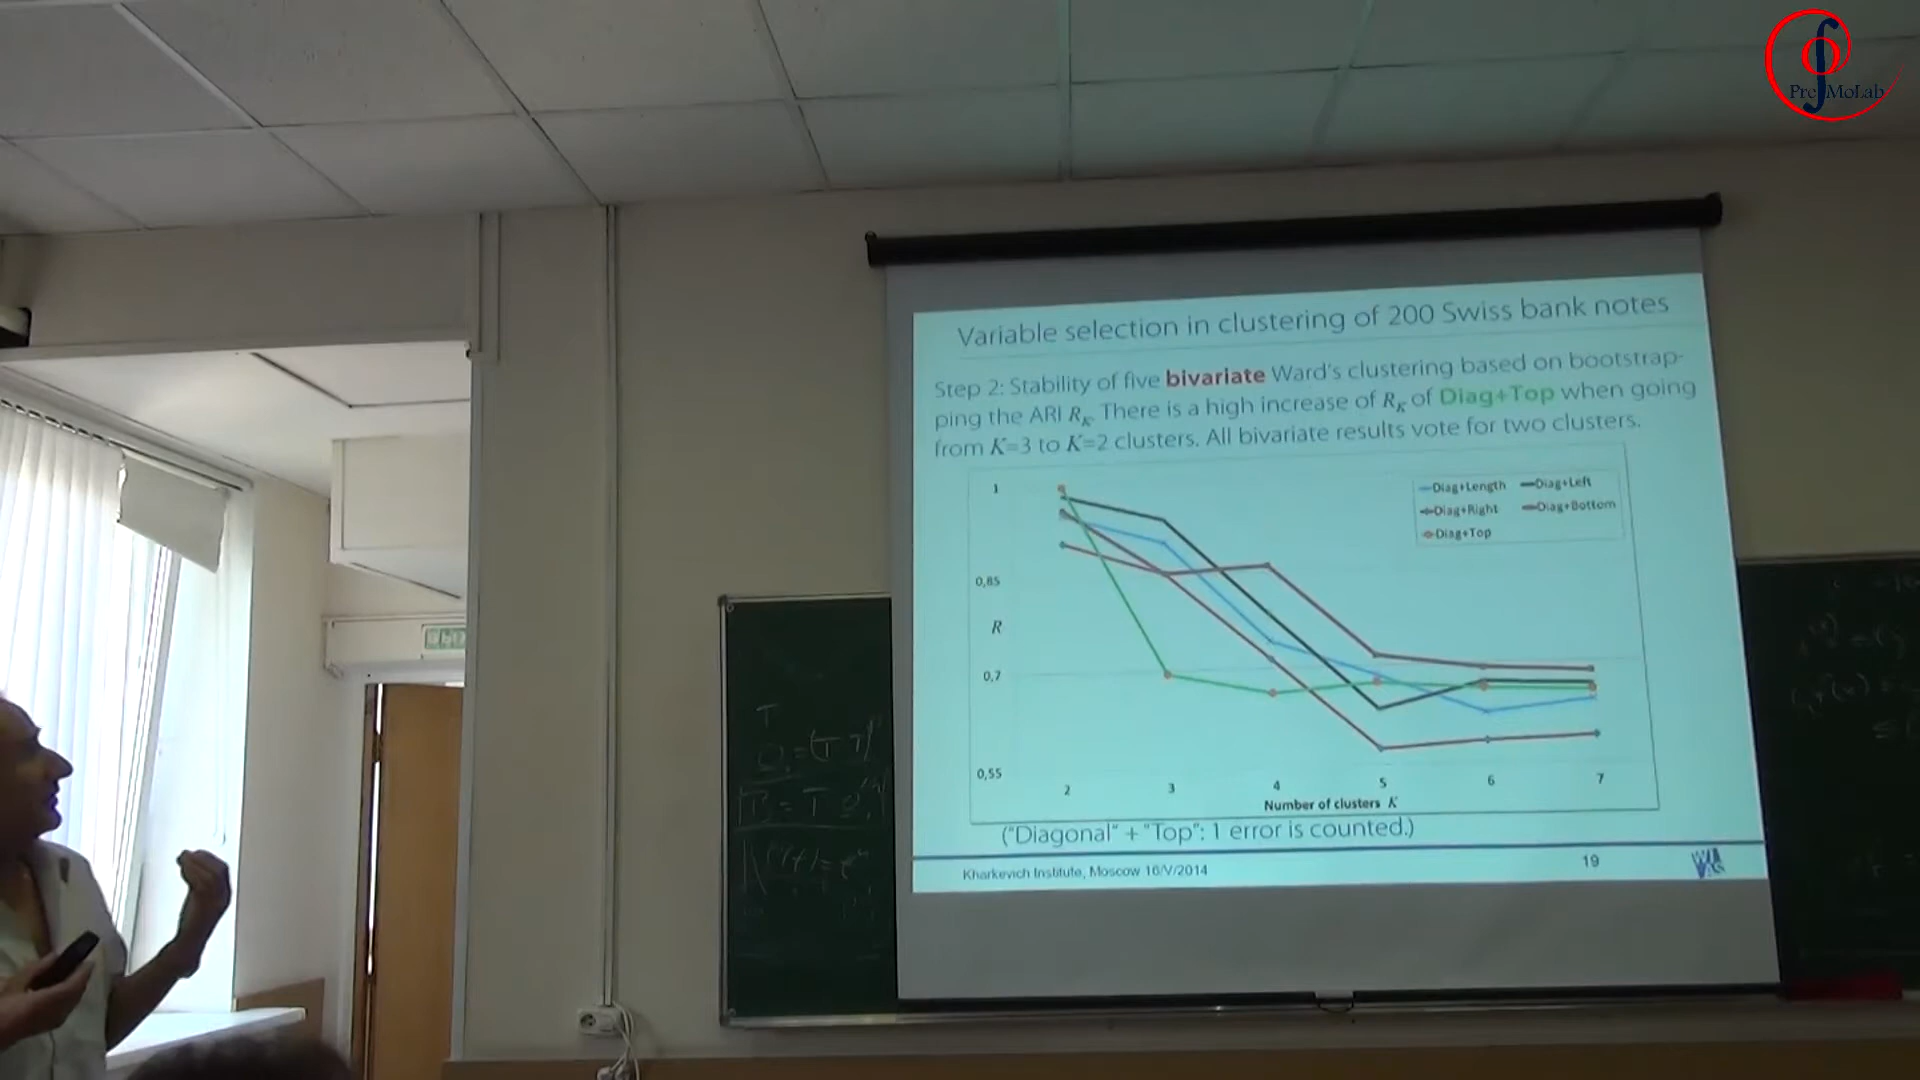 PreMoLab
Variable selection in clustering of 200 Swiss bank notes
Step 2: Stability of five bivariate Ward's clustering based on bootstrap-
ping the ARI R_K. There is a high increase of R_K of Diag+Top when going
from K=3 to K=2 clusters. All bivariate results vote for two clusters.
Diag+Length Diag+Left
Diag+Right Diag+Bottom
Diag+Top
1
0,85
R
0,7
0,55
2 3 4 5 6 7
Number of clusters K
("Diagonal" + "Top": 1 error is counted.)
Kharkevich Institute, Moscow 16/V/2014
19